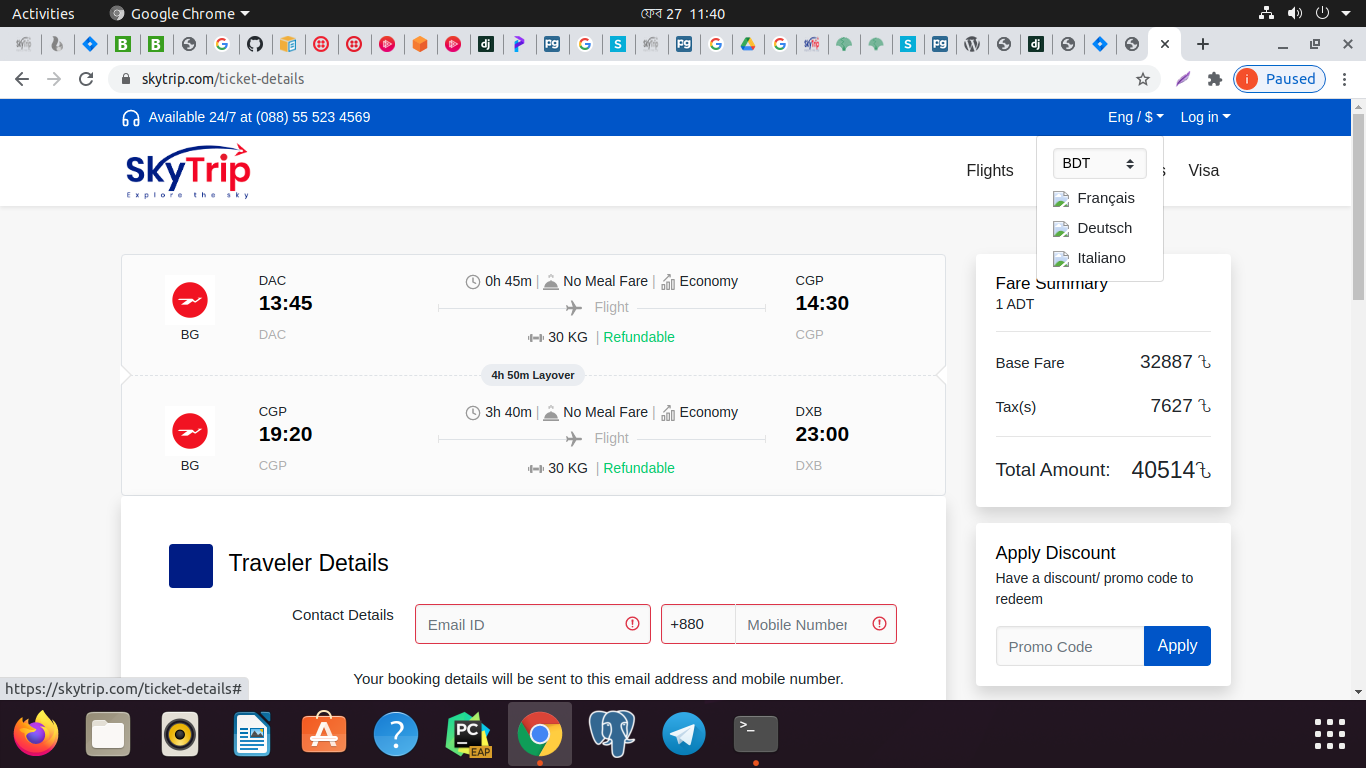 Activities
Google Chrome
ফেব 27 11:40
skytrip.com/ticket-details
Paused
Available 24/7 at (088) 55 523 4569
Eng / $
Log in
SkyTrip
Explore the sky
Flights
Visa
BDT
Français
Deutsch
Italiano
DAC
13:45
DAC
BG
0h 45m | No Meal Fare | Economy
Flight
30 KG | Refundable
CGP
14:30
CGP
4h 50m Layover
CGP
19:20
CGP
BG
3h 40m | No Meal Fare | Economy
Flight
30 KG | Refundable
DXB
23:00
DXB
Fare Summary
1 ADT
Base Fare 32887 ৳
Tax(s) 7627 ৳
Total Amount: 40514৳
Apply Discount
Have a discount/ promo code to
redeem
Promo Code
Apply
Traveler Details
Contact Details
Email ID
+880
Mobile Number
Your booking details will be sent to this email address and mobile number.
https://skytrip.com/ticket-details#
PC
EAP